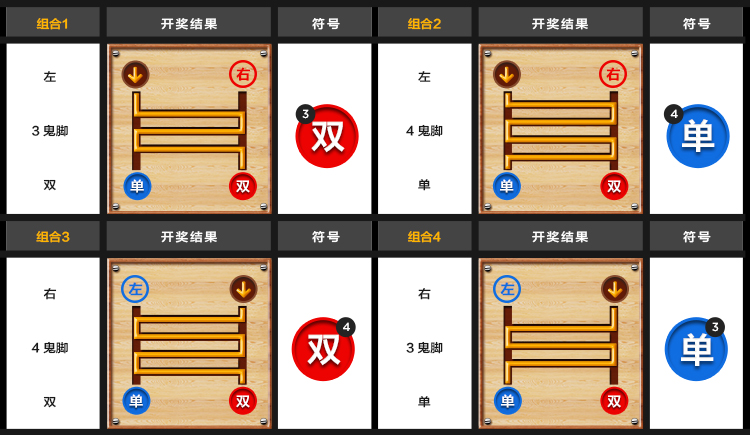 组合1 开奖结果 符号 组合2 开奖结果 符号
左 右 左 右
3 鬼脚 3 双 4 鬼脚 4 单
双 单 双 单 单 双
组合3 开奖结果 符号 组合4 开奖结果 符号
右 左 右 左
4 鬼脚 双 4 3 鬼脚 单 3
双 单 双 单 单 双